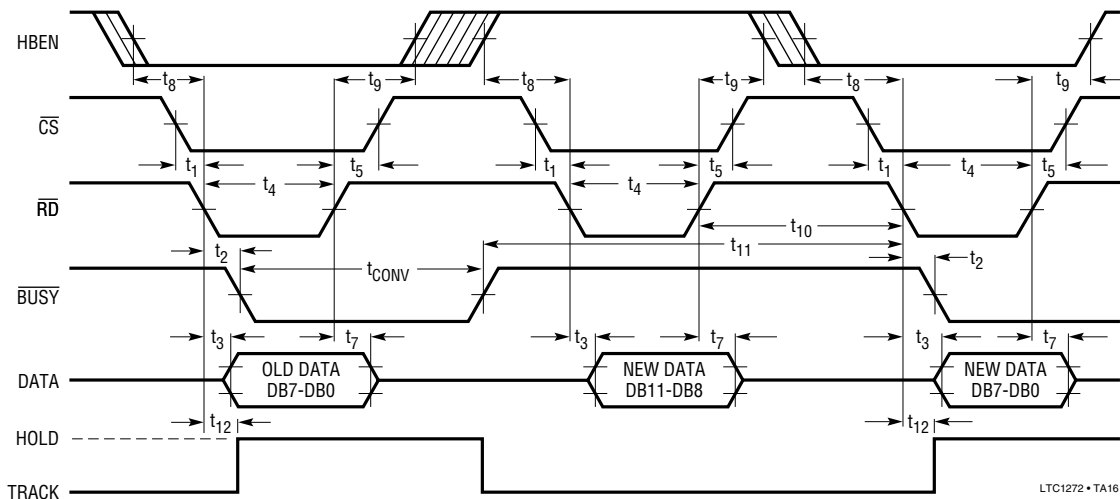 HBEN
t8 t9 t8 t9 t8 t9
CS
t1 t5 t1 t5 t1 t5
t4 t4 t4
RD
t10
t11
t2 tCONV t2
BUSY
t3 t7 t3 t7 t3 t7
DATA
OLD DATA
DB7-DB0
NEW DATA
DB11-DB8
NEW DATA
DB7-DB0
t12 t12
HOLD
TRACK
LTC1272 • TA16